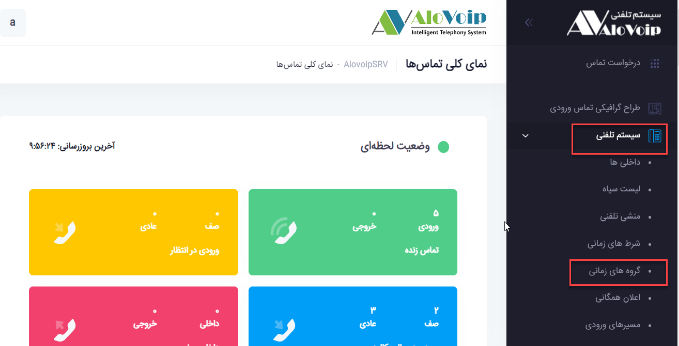 سیستم تلفنی
AloVoip
درخواست تماس
طراح گرافیکی تماس ورودی
سیستم تلفنی
داخلی ها
لیست سیاه
منشی تلفنی
شرط های زمانی
گروه های زمانی
اعلان همگانی
مسیرهای ورودی
AloVoip
Intelligent Telephony System
a
نمای کلی تماس‌ها
AlovoipSRV - نمای کلی تماس‌ها
وضعیت لحظه‌ای
آخرین بروزرسانی: ۹:۵۶:۲۴
۵ ۰
ورودی خروجی
تماس زنده
۰ ۰
صف عادی
ورودی در انتظار
۲ ۳
صف عادی
۰ ۰
داخلی خروجی